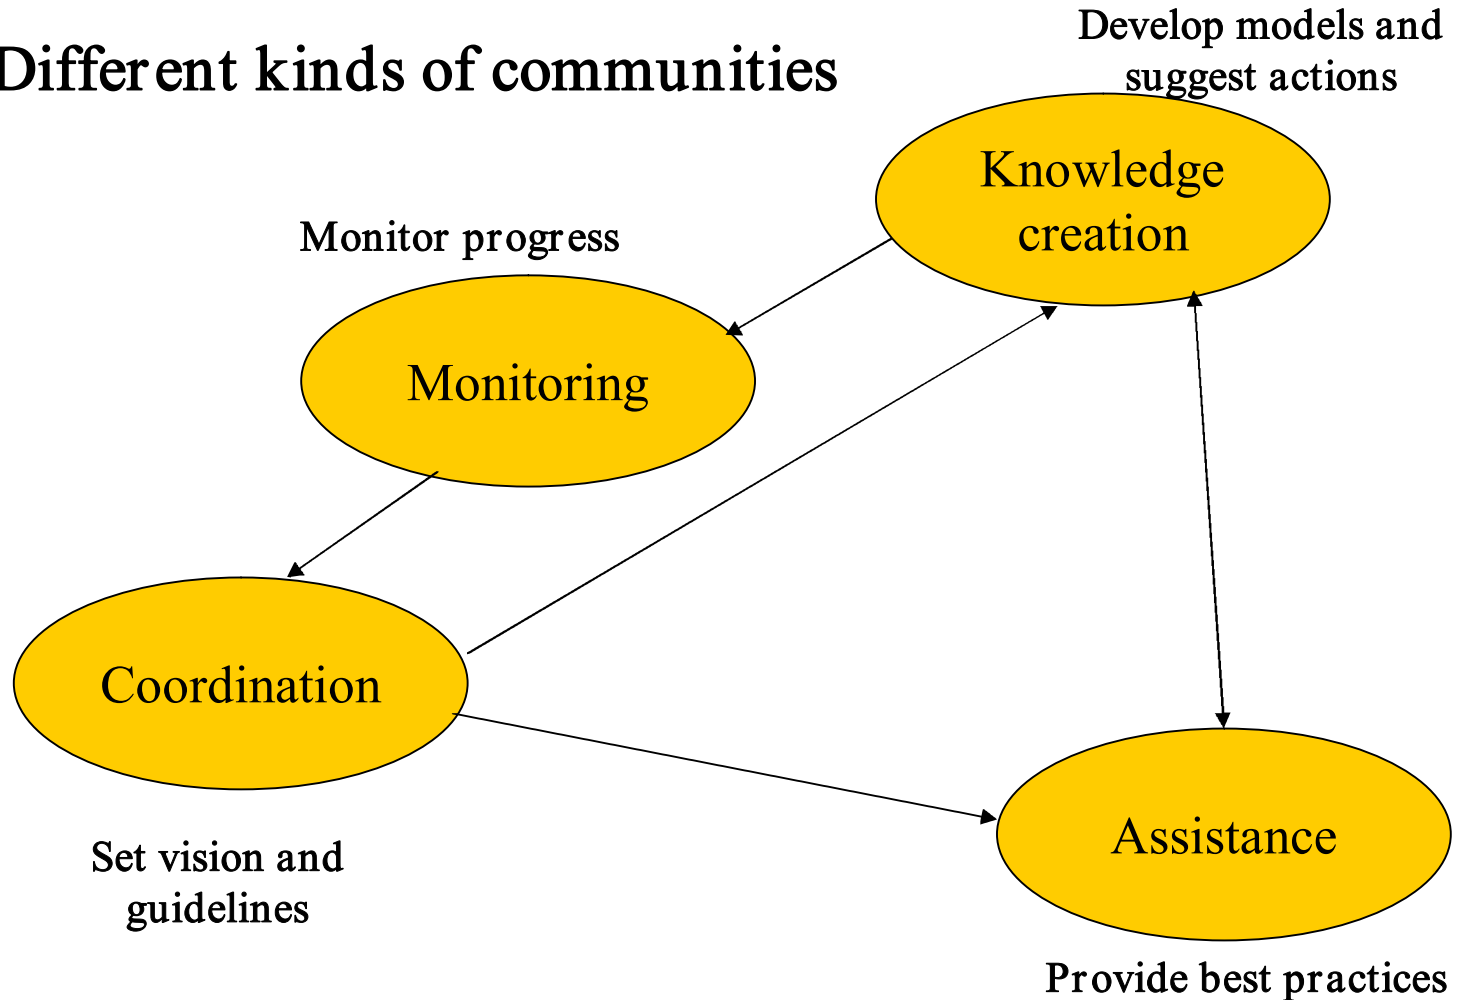 Different kinds of communities
Develop models and
suggest actions
Knowledge
creation
Monitor progress
Monitoring
Coordination
Set vision and
guidelines
Assistance
Provide best practices